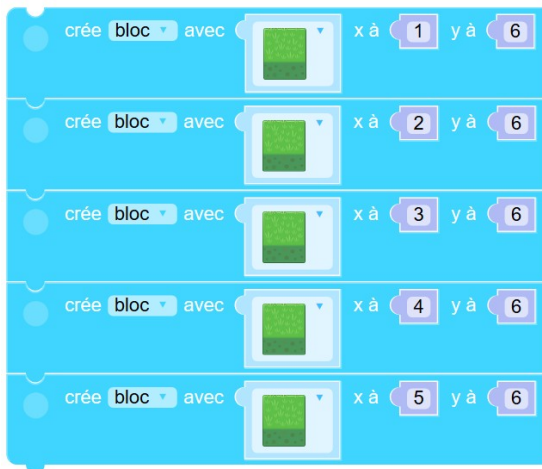 crée bloc avec x à 1 y à 6
crée bloc avec x à 2 y à 6
crée bloc avec x à 3 y à 6
crée bloc avec x à 4 y à 6
crée bloc avec x à 5 y à 6